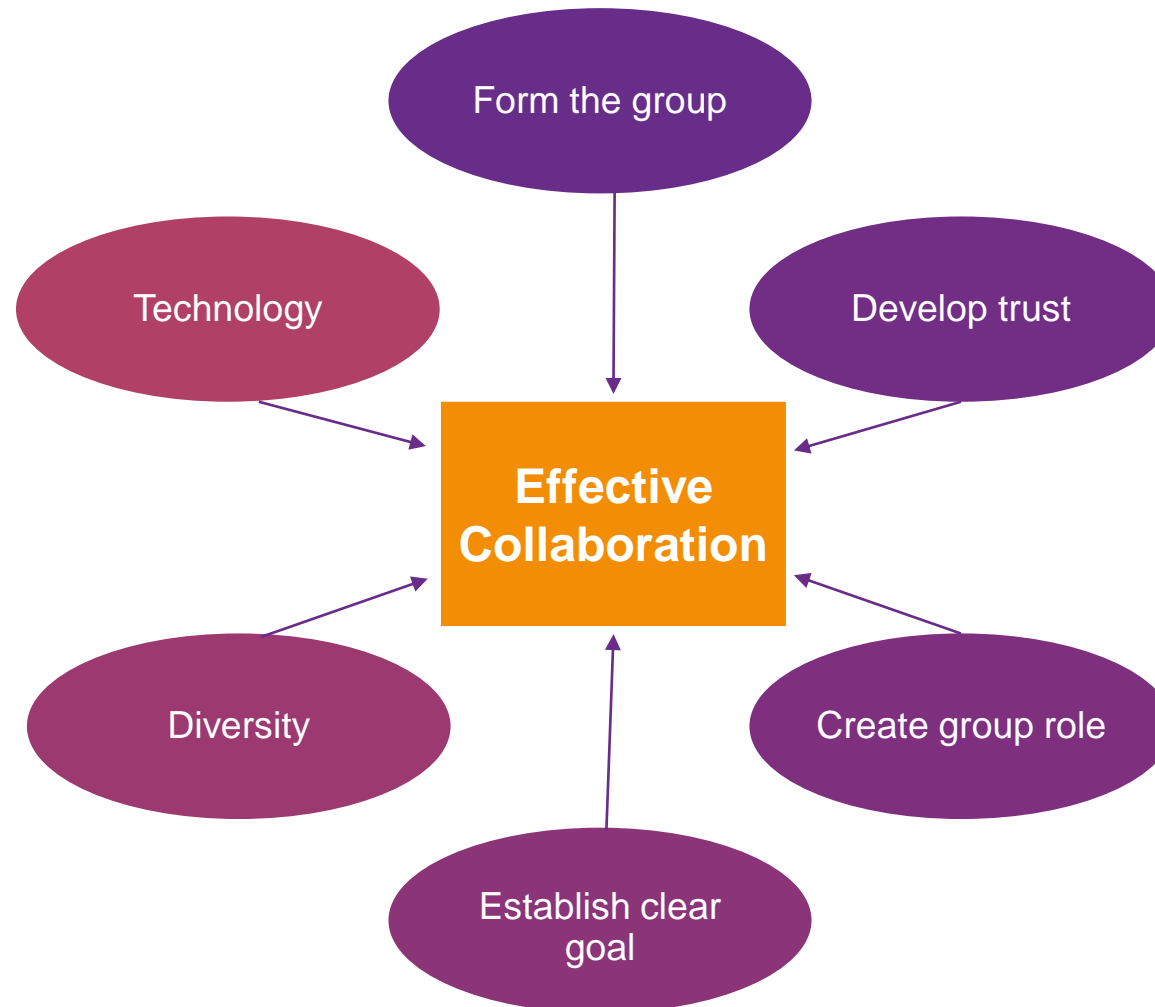 Form the group
Technology
Develop trust
Effective
Collaboration
Diversity
Create group role
Establish clear
goal